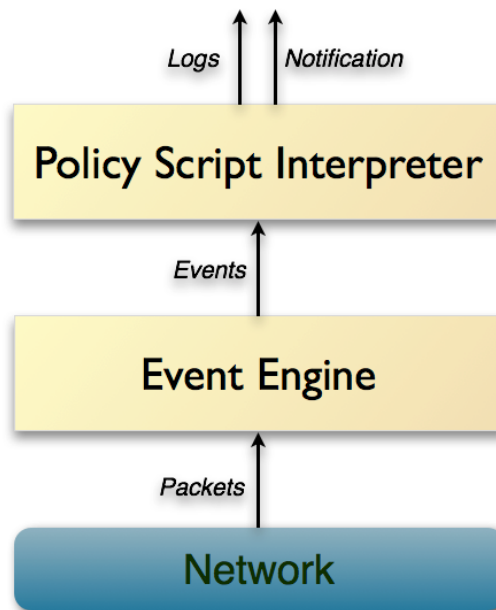 Logs Notification
Policy Script Interpreter
Events
Event Engine
Packets
Network